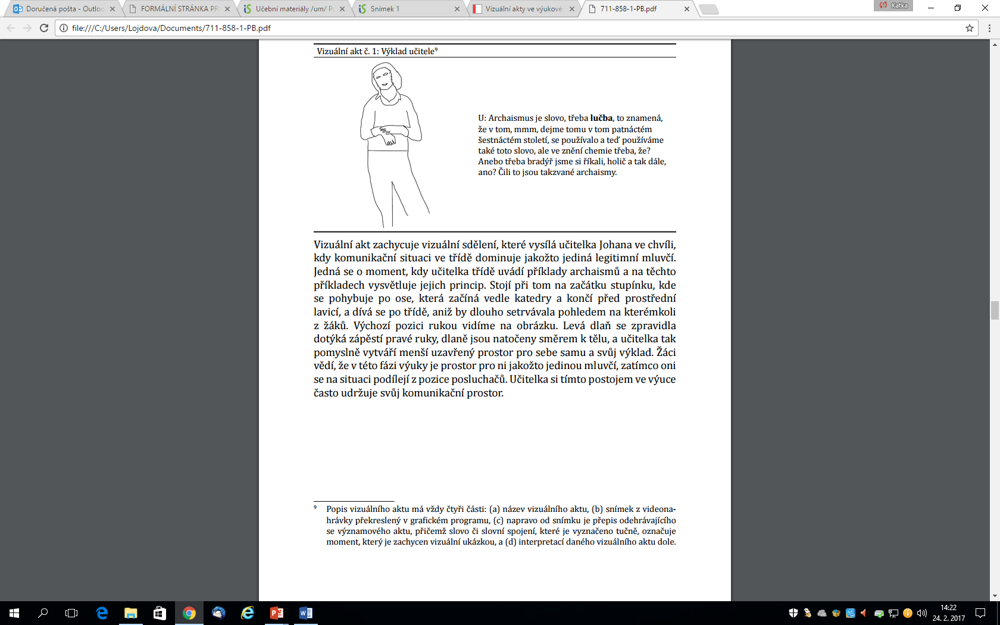 Doručená pošta - Outloo
FORMÁLNÍ STRÁNKA PR
Učební materiály /um/ Po
Snímek 1
Vizuální akty ve výukové
711-858-1-PB.pdf
Katka
file:///C:/Users/Lojdova/Documents/711-858-1-PB.pdf
Vizuální akt č. 1: Výklad učitele⁹
U: Archaismus je slovo, třeba lučba, to znamená,
že v tom, mmm, dejme tomu v tom patnáctém
šestnáctém století, se používalo a teď používáme
také toto slovo, ale ve znění chemie třeba, že?
Anebo třeba bradýř jsme si říkali, holič a tak dále,
ano? Čili to jsou takzvané archaismy.
Vizuální akt zachycuje vizuální sdělení, které vysílá učitelka Johana ve chvíli,
kdy komunikační situaci ve třídě dominuje jakožto jediná legitimní mluvčí.
Jedná se o moment, kdy učitelka třídě uvádí příklady archaismů a na těchto
příkladech vysvětluje jejich princip. Stojí při tom na začátku stupínku, kde
se pohybuje po ose, která začíná vedle katedry a končí před prostřední
lavicí, a dívá se po třídě, aniž by dlouho setrvávala pohledem na kterémkoli
z žáků. Výchozí pozici rukou vidíme na obrázku. Levá dlaň se zpravidla
dotýká zápěstí pravé ruky, dlaně jsou natočeny směrem k tělu, a učitelka tak
pomyslně vytváří menší uzavřený prostor pro sebe samu a svůj výklad. Žáci
vědí, že v této fázi výuky je prostor pro ni jakožto jedinou mluvčí, zatímco oni
se na situaci podílejí z pozice posluchačů. Učitelka si tímto postojem ve výuce
často udržuje svůj komunikační prostor.
⁹ Popis vizuálního aktu má vždy čtyři části: (a) název vizuálního aktu, (b) snímek z videona-
hrávky překreslený v grafickém programu, (c) napravo od snímku je přepis odehrávajícího
se významového aktu, přičemž slovo či slovní spojení, které je vyznačeno tučně, označuje
moment, který je zachycen vizuální ukázkou, a (d) interpretací daného vizuálního aktu dole.
14:22
24. 2. 2017